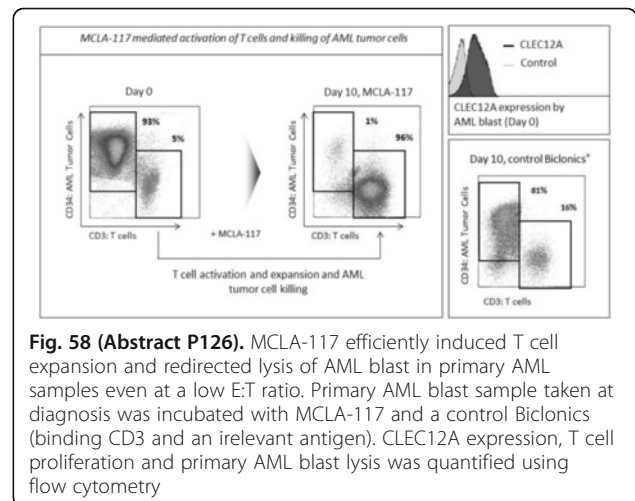 MCLA-117 mediated activation of T cells and killing of AML tumor cells
Day 0
93%
5%
CD34: AML Tumor Cells
CD3: T cells
+ MCLA-117
Day 10, MCLA-117
1%
96%
CD34: AML Tumor Cells
CD3: T cells
T cell activation and expansion and AML
tumor cell killing
CLEC12A
Control
CLEC12A expression by
AML blast (Day 0)
Day 10, control Biclonics®
81%
16%
CD34: AML Tumor Cells
CD3: T cells
Fig. 58 (Abstract P126). MCLA-117 efficiently induced T cell
expansion and redirected lysis of AML blast in primary AML
samples even at a low E:T ratio. Primary AML blast sample taken at
diagnosis was incubated with MCLA-117 and a control Biclonics
(binding CD3 and an irelevant antigen). CLEC12A expression, T cell
proliferation and primary AML blast lysis was quantified using
flow cytometry